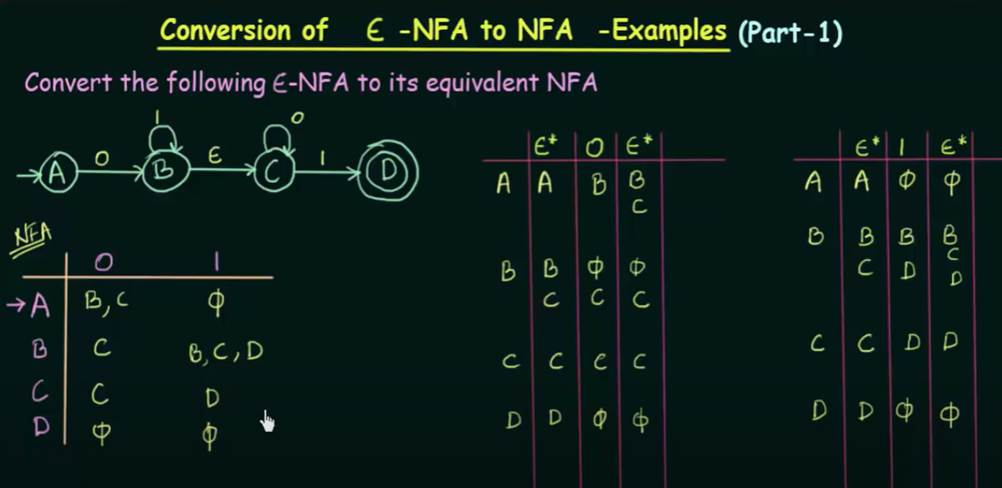 Conversion of Є -NFA to NFA -Examples (Part-1)
Convert the following Є-NFA to its equivalent NFA
1 0
A 0 B Є C 1 D
NFA
0 1
A B, C Φ
B C B, C, D
C C D
D Φ Φ
Є* 0 Є*
A A B B
C
B B Φ Φ
C C C
C C C C
D D Φ Φ
Є* 1 Є*
A A Φ Φ
B B B B
C D C
D
C C D D
D D Φ Φ